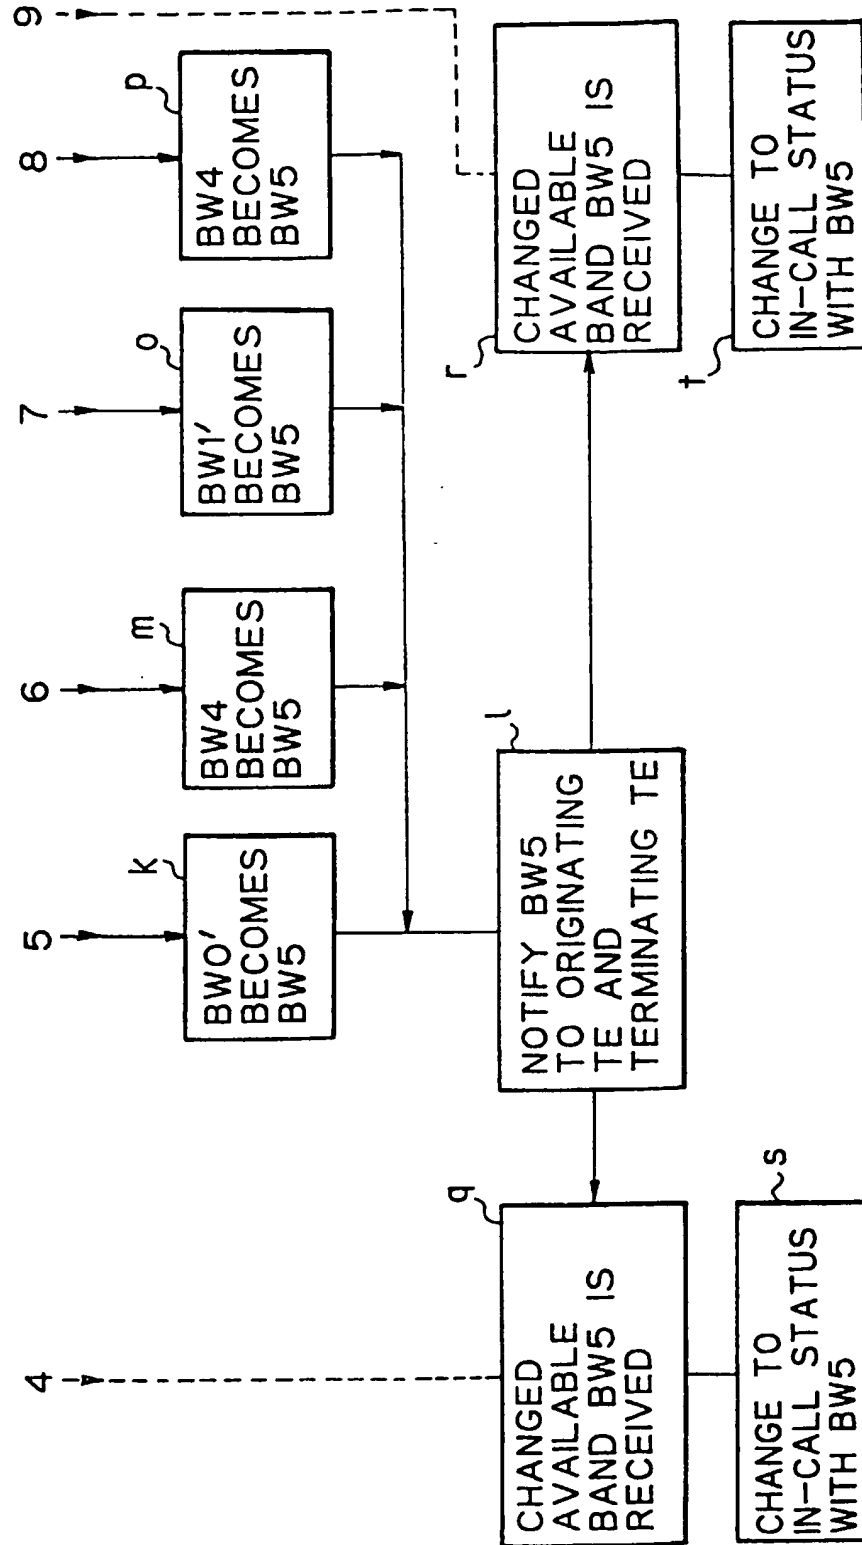 4
5
6
7
8
9
k
BW0'
BECOMES
BW5
m
BW4
BECOMES
BW5
o
BW1'
BECOMES
BW5
p
BW4
BECOMES
BW5
q
CHANGED
AVAILABLE
BAND BW5 IS
RECEIVED
l
NOTIFY BW5
TO ORIGINATING
TE AND
TERMINATING TE
r
CHANGED
AVAILABLE
BAND BW5 IS
RECEIVED
s
CHANGE TO
IN-CALL STATUS
WITH BW5
t
CHANGE TO
IN-CALL STATUS
WITH BW5